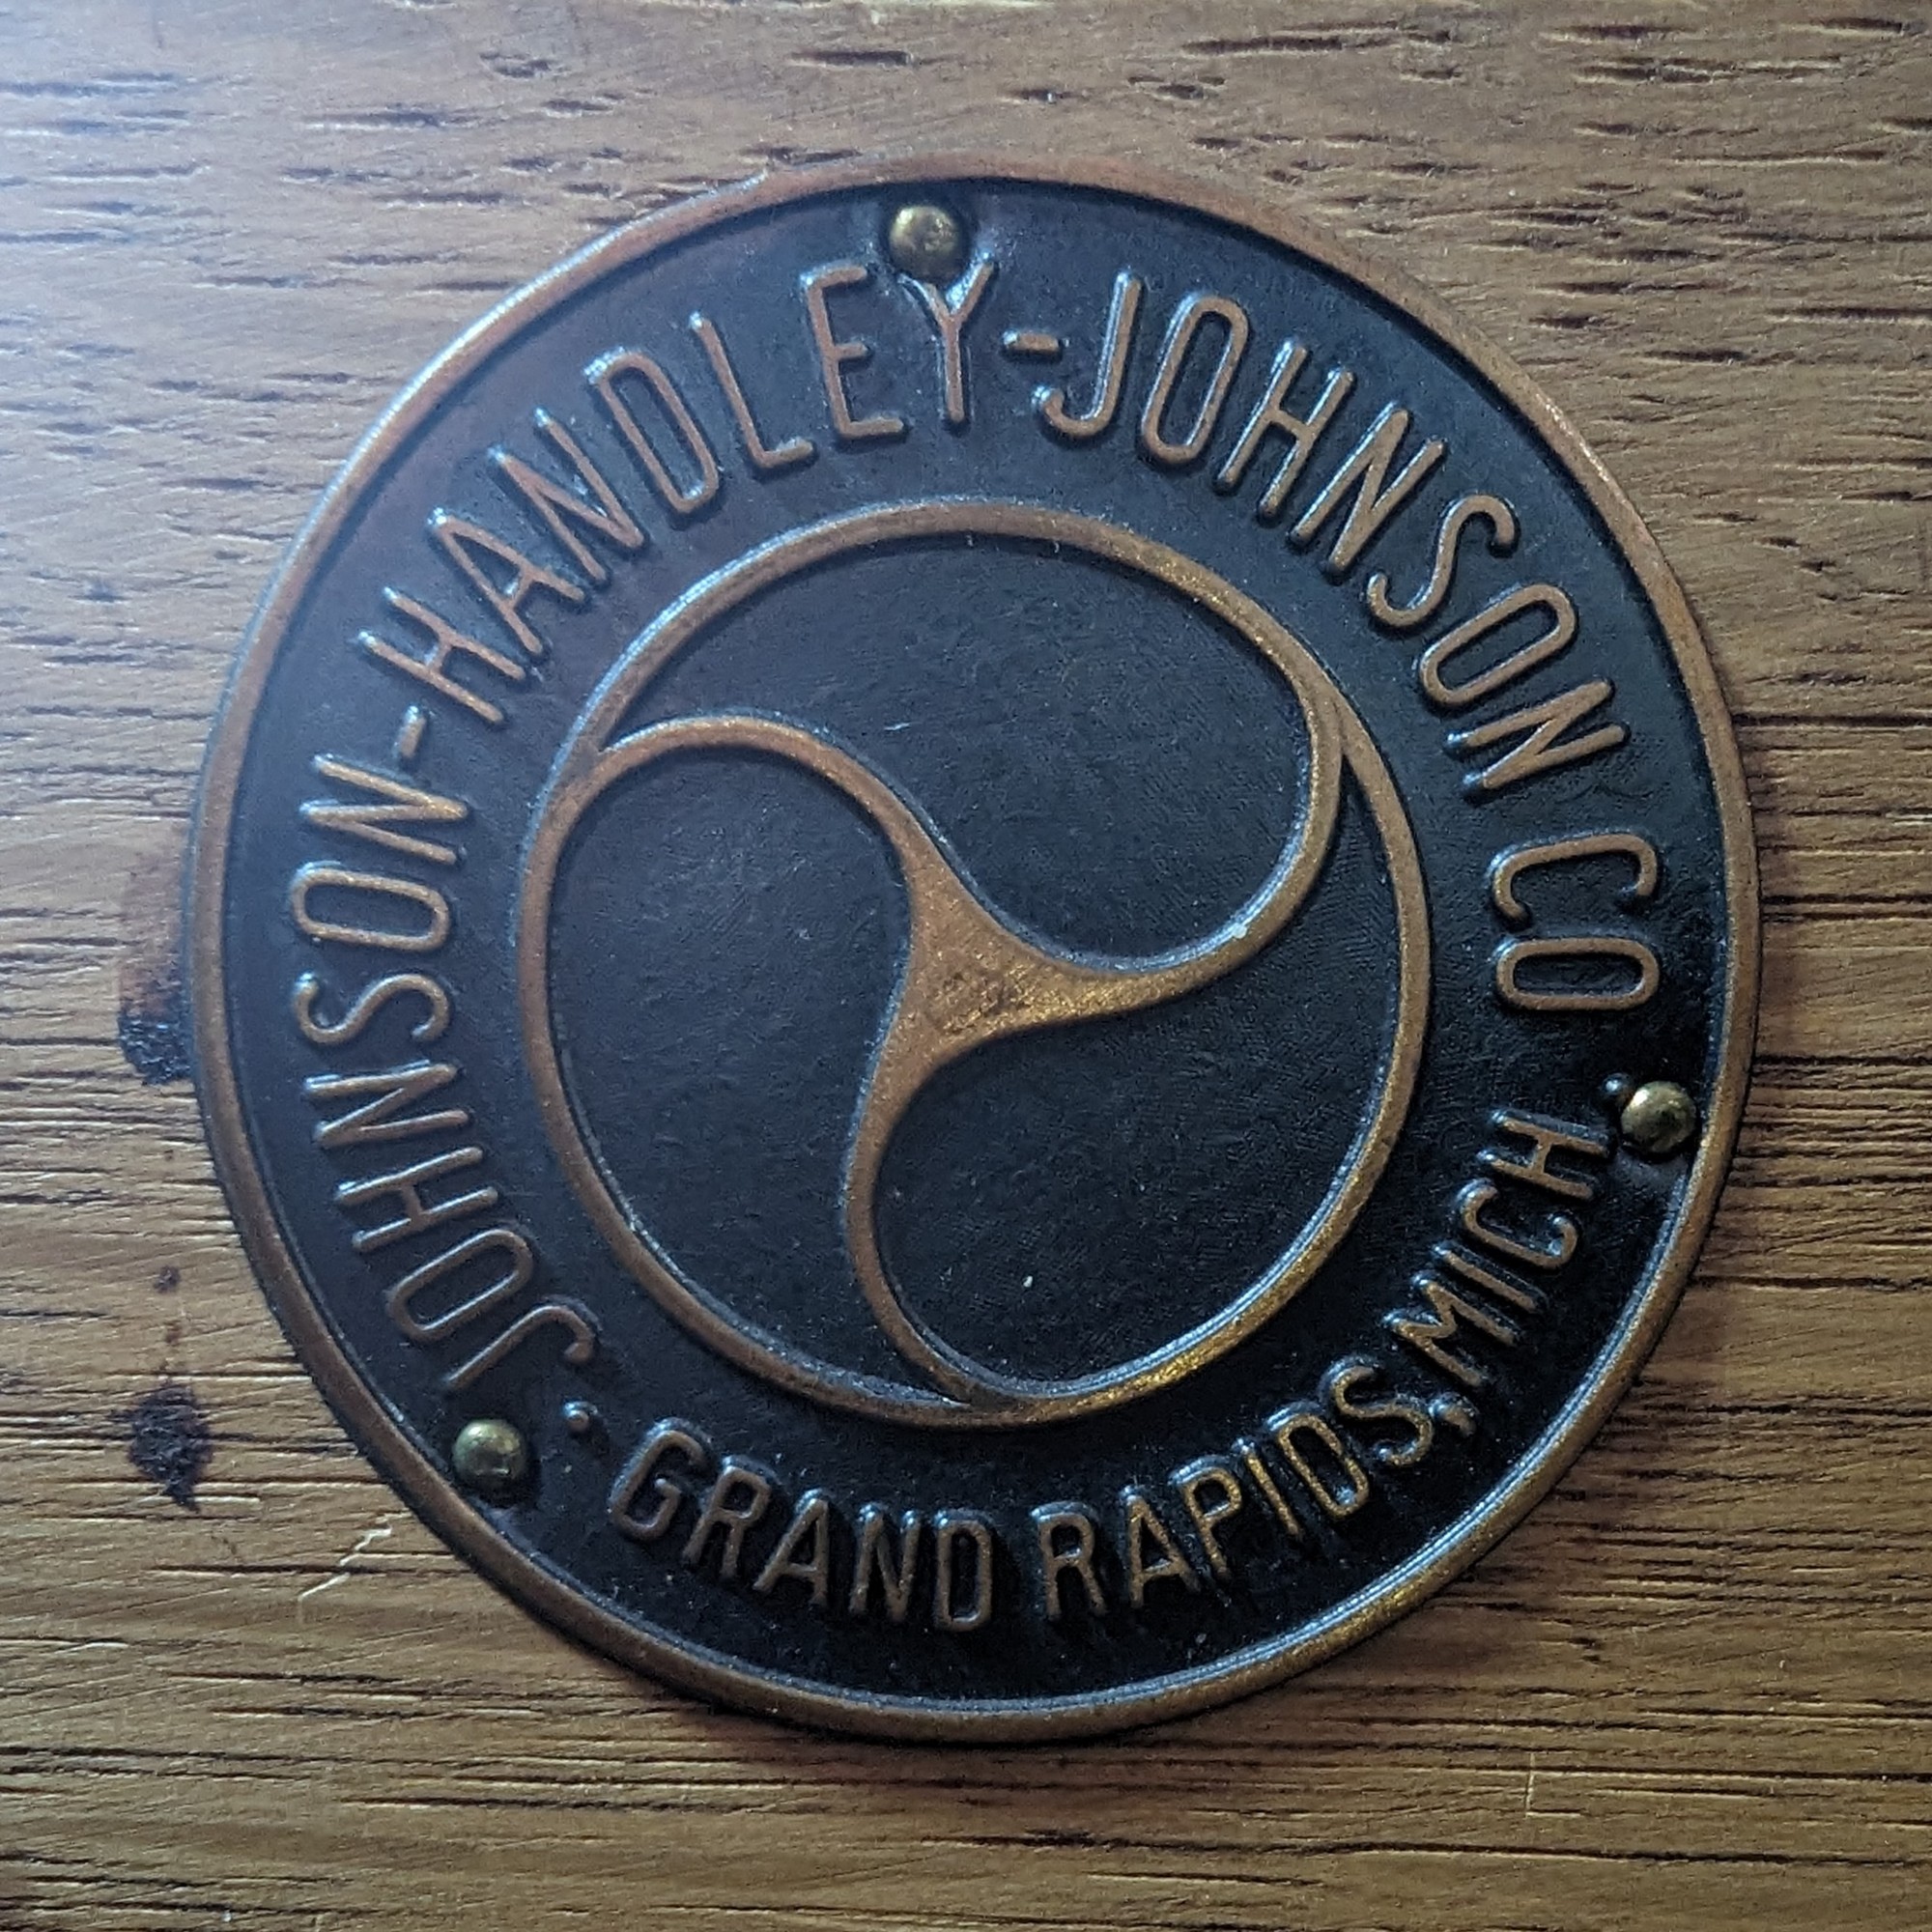 JOHNSON-HANDLEY-JOHNSON CO
· GRAND RAPIDS, MICH ·